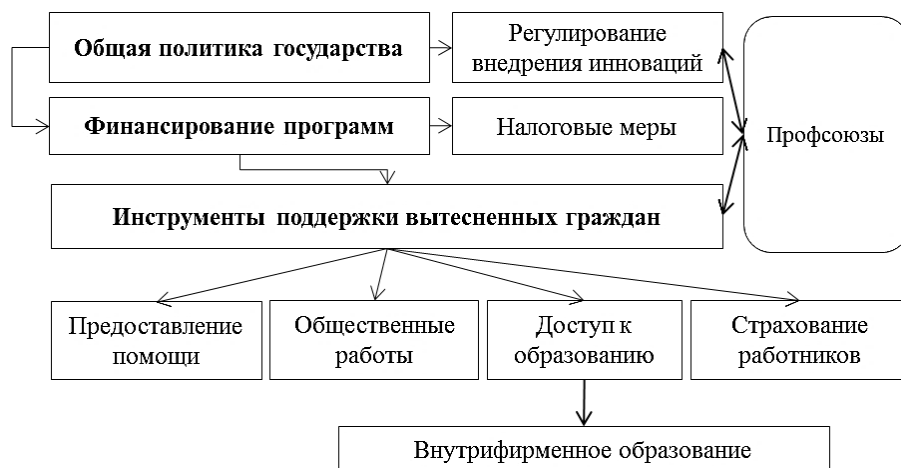 Общая политика государства
Регулирование
внедрения инноваций
Финансирование программ
Налоговые меры
Профсоюзы
Инструменты поддержки вытесненных граждан
Предоставление
помощи
Общественные
работы
Доступ к
образованию
Страхование
работников
Внутрифирменное образование